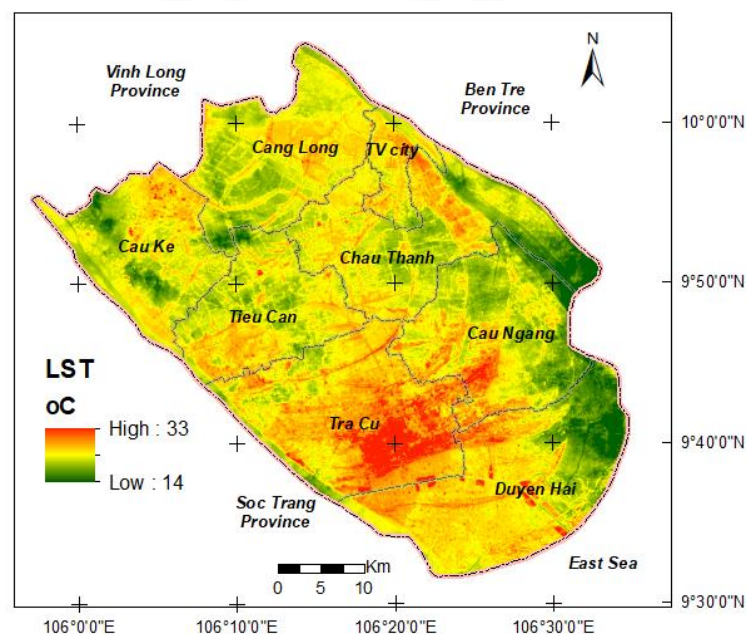 N
Vinh Long
Province
Ben Tre
Province
10°0'0"N
Cang Long
TV city
Cau Ke
Chau Thanh
9°50'0"N
Tieu Can
Cau Ngang
LST
oC
High : 33
Low : 14
Tra Cu
9°40'0"N
Duyen Hai
Soc Trang
Province
Km
0 5 10
East Sea
9°30'0"N
106°0'0"E 106°10'0"E 106°20'0"E 106°30'0"E